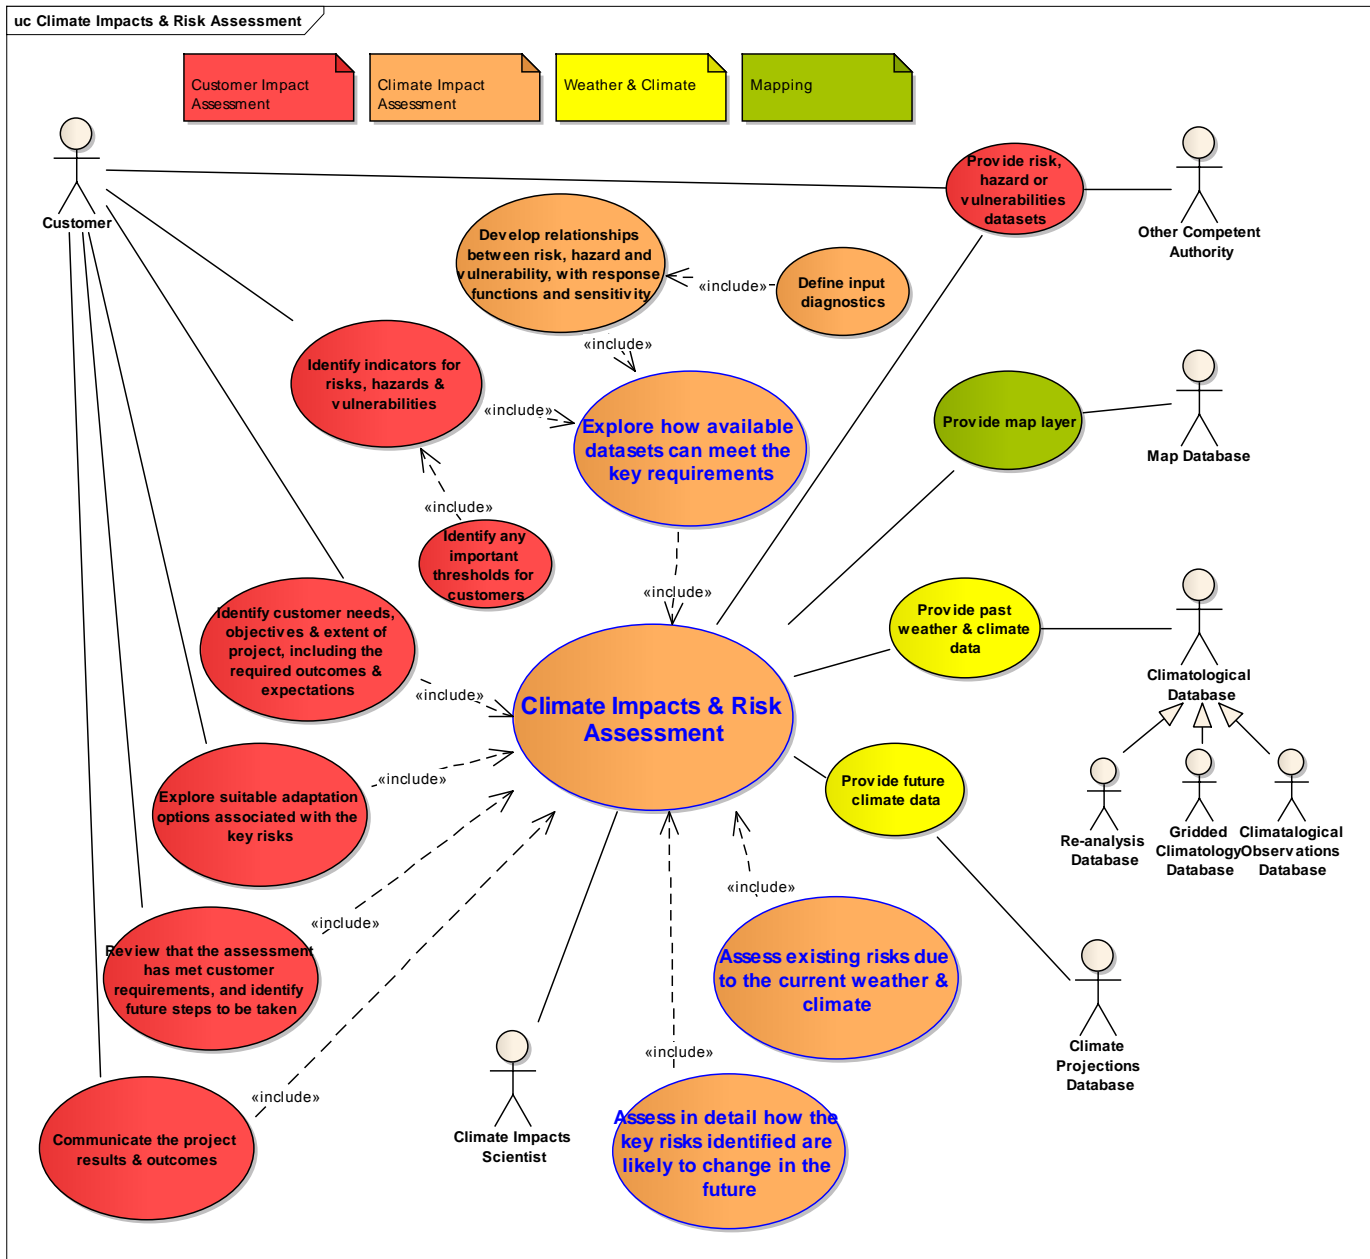 uc Climate Impacts & Risk Assessment
Customer Impact
Assessment
Climate Impact
Assessment
Weather & Climate
Mapping
Customer
Provide risk,
hazard or
vulnerabilities
datasets
Other Competent
Authority
Develop relationships
between risk, hazard and
vulnerability, with response
functions and sensitivity
«include»
Define input
diagnostics
«include»
Identify indicators for
risks, hazards &
vulnerabilities
«include»
Explore how available
datasets can meet the
key requirements
Provide map layer
Map Database
«include»
Identify any
important
thresholds for
customers
«include»
Identify customer needs,
objectives & extent of
project, including the
required outcomes &
expectations
«include»
Provide past
weather & climate
data
Climatological
Database
Climate Impacts & Risk
Assessment
Explore suitable adaptation
options associated with the
key risks
«include»
Provide future
climate data
Re-analysis
Database
Gridded
Climatology
Database
Climatalogical
Observations
Database
Review that the assessment
has met customer
requirements, and identify
future steps to be taken
«include»
«include»
Assess existing risks due
to the current weather &
climate
Climate
Projections
Database
Communicate the project
results & outcomes
«include»
Climate Impacts
Scientist
«include»
Assess in detail how the
key risks identified are
likely to change in the
future